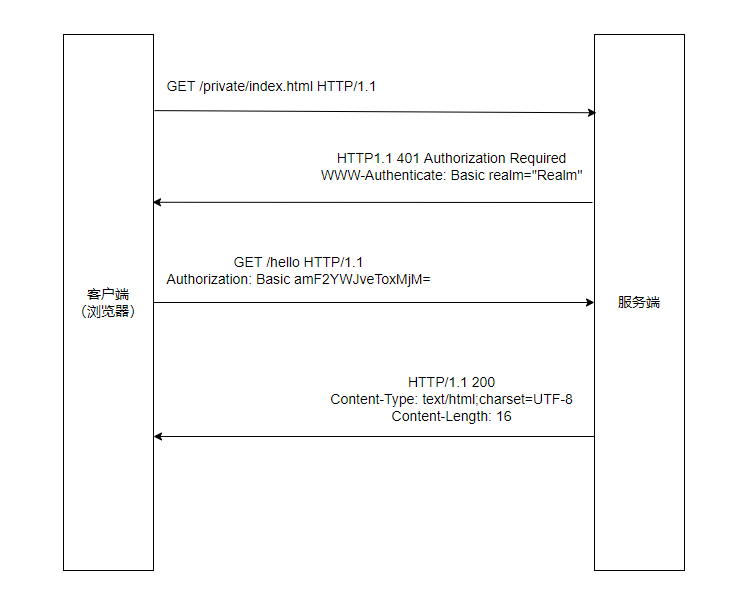 GET /private/index.html HTTP/1.1
HTTP1.1 401 Authorization Required
WWW-Authenticate: Basic realm="Realm"
GET /hello HTTP/1.1
Authorization: Basic amF2YWJveToxMjM=
客户端
（浏览器）
服务端
HTTP/1.1 200
Content-Type: text/html;charset=UTF-8
Content-Length: 16